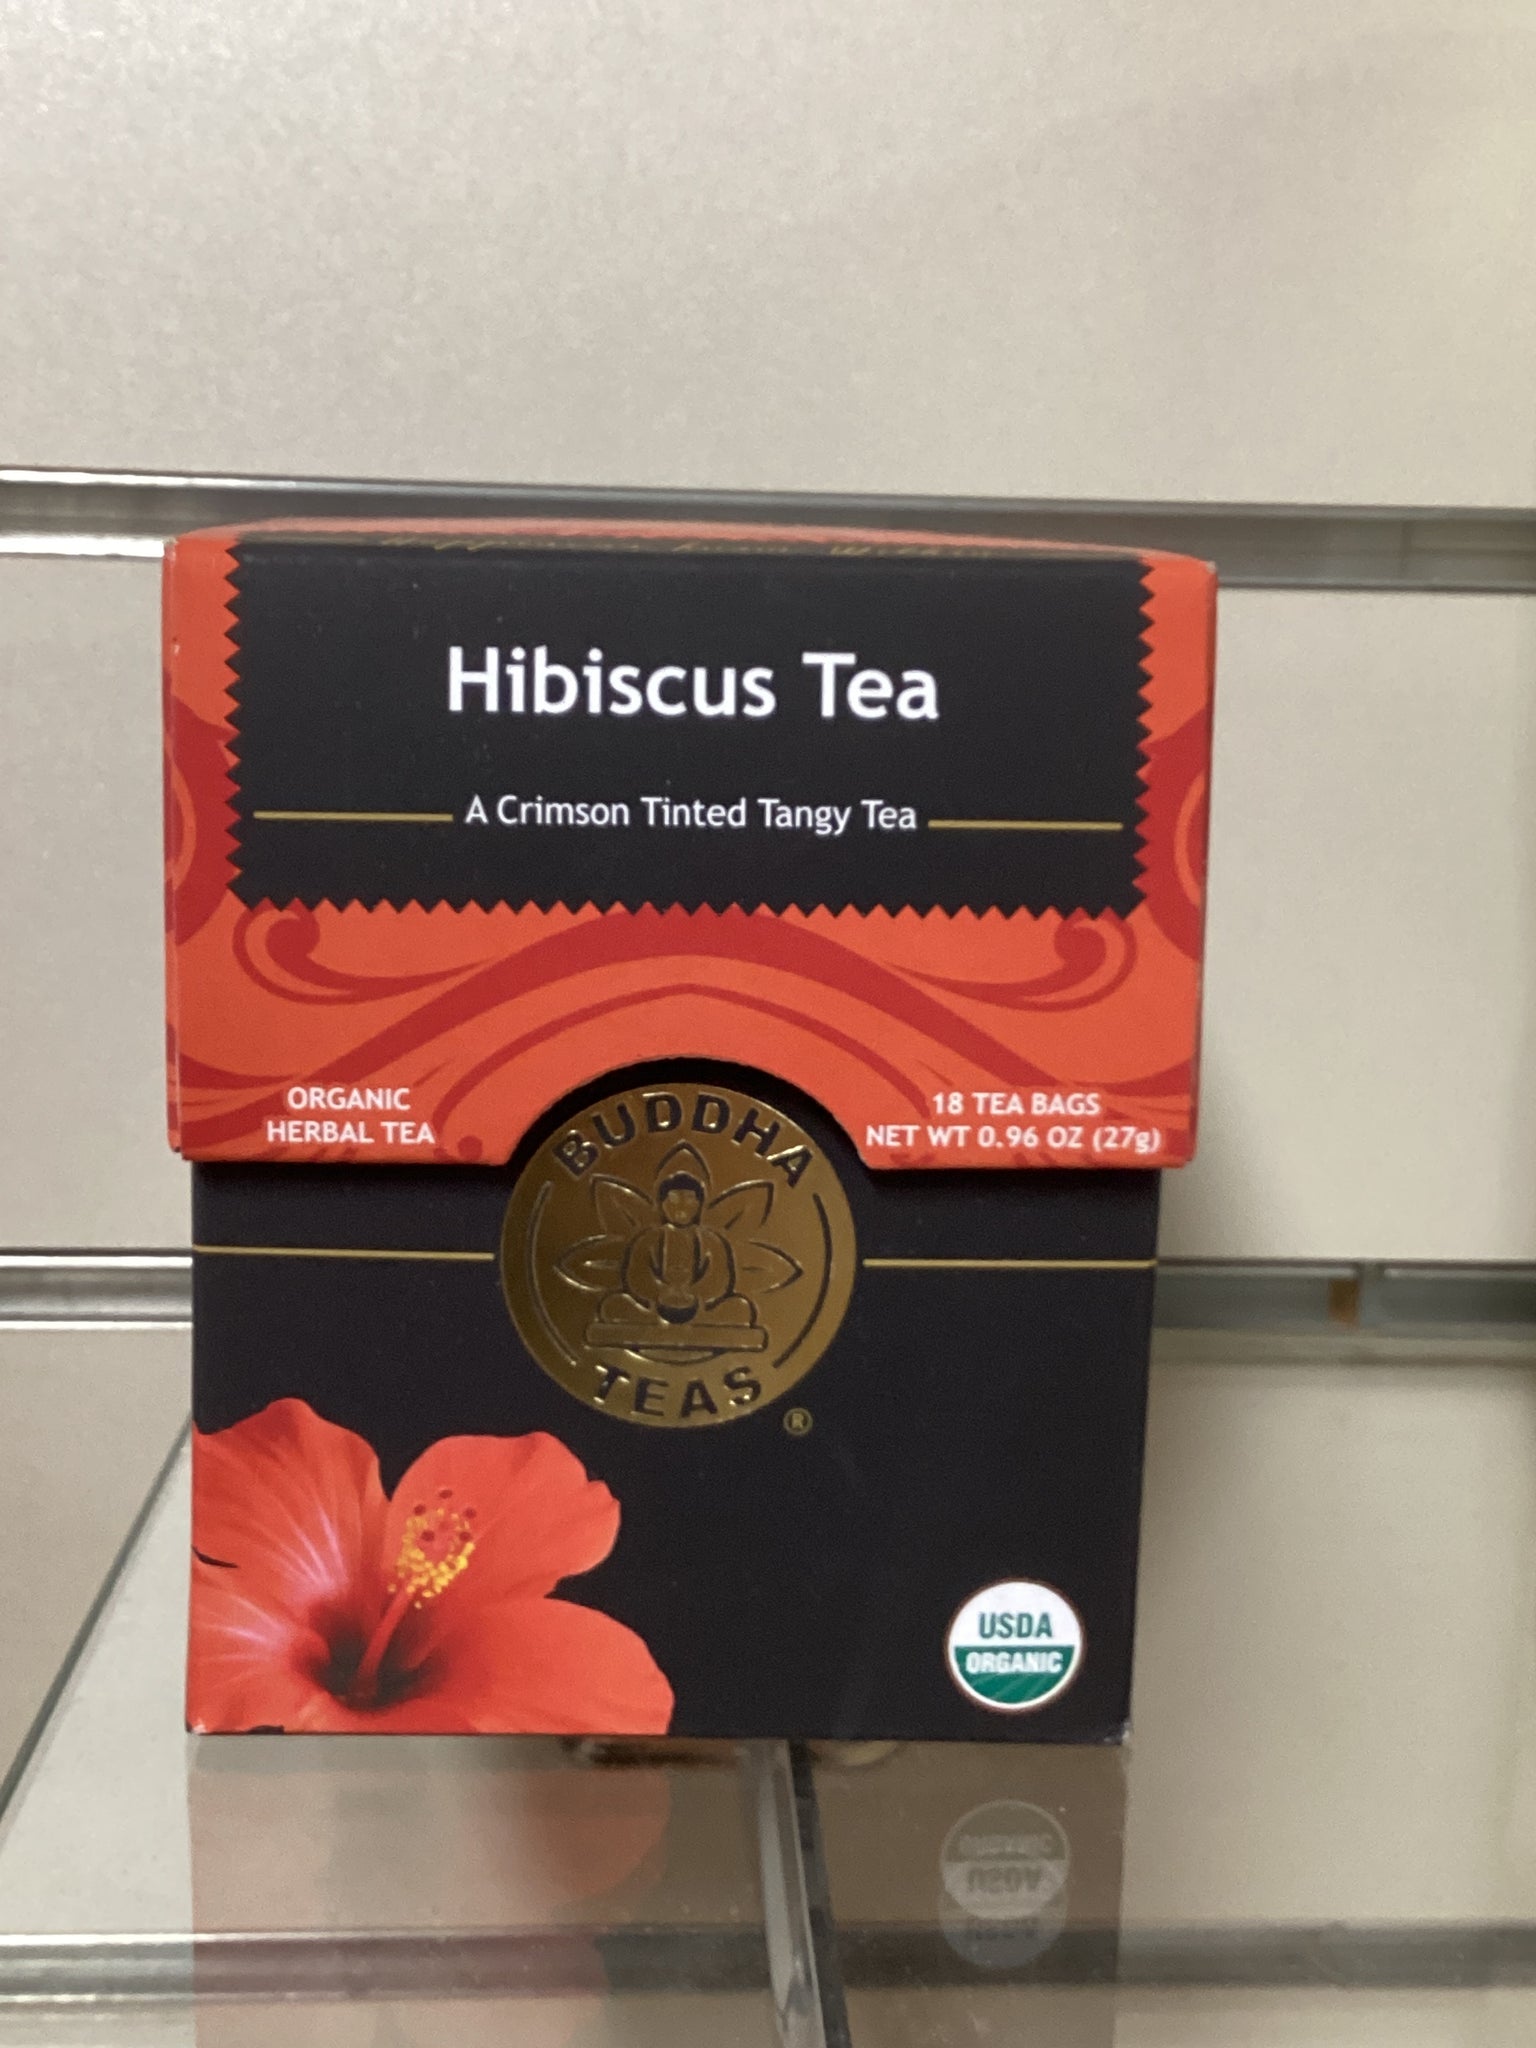 Hibiscus Tea
A Crimson Tinted Tangy Tea
ORGANIC
HERBAL TEA
18 TEA BAGS
NET WT 0.96 OZ (27g)
BUDDHA
TEAS
®
USDA
ORGANIC